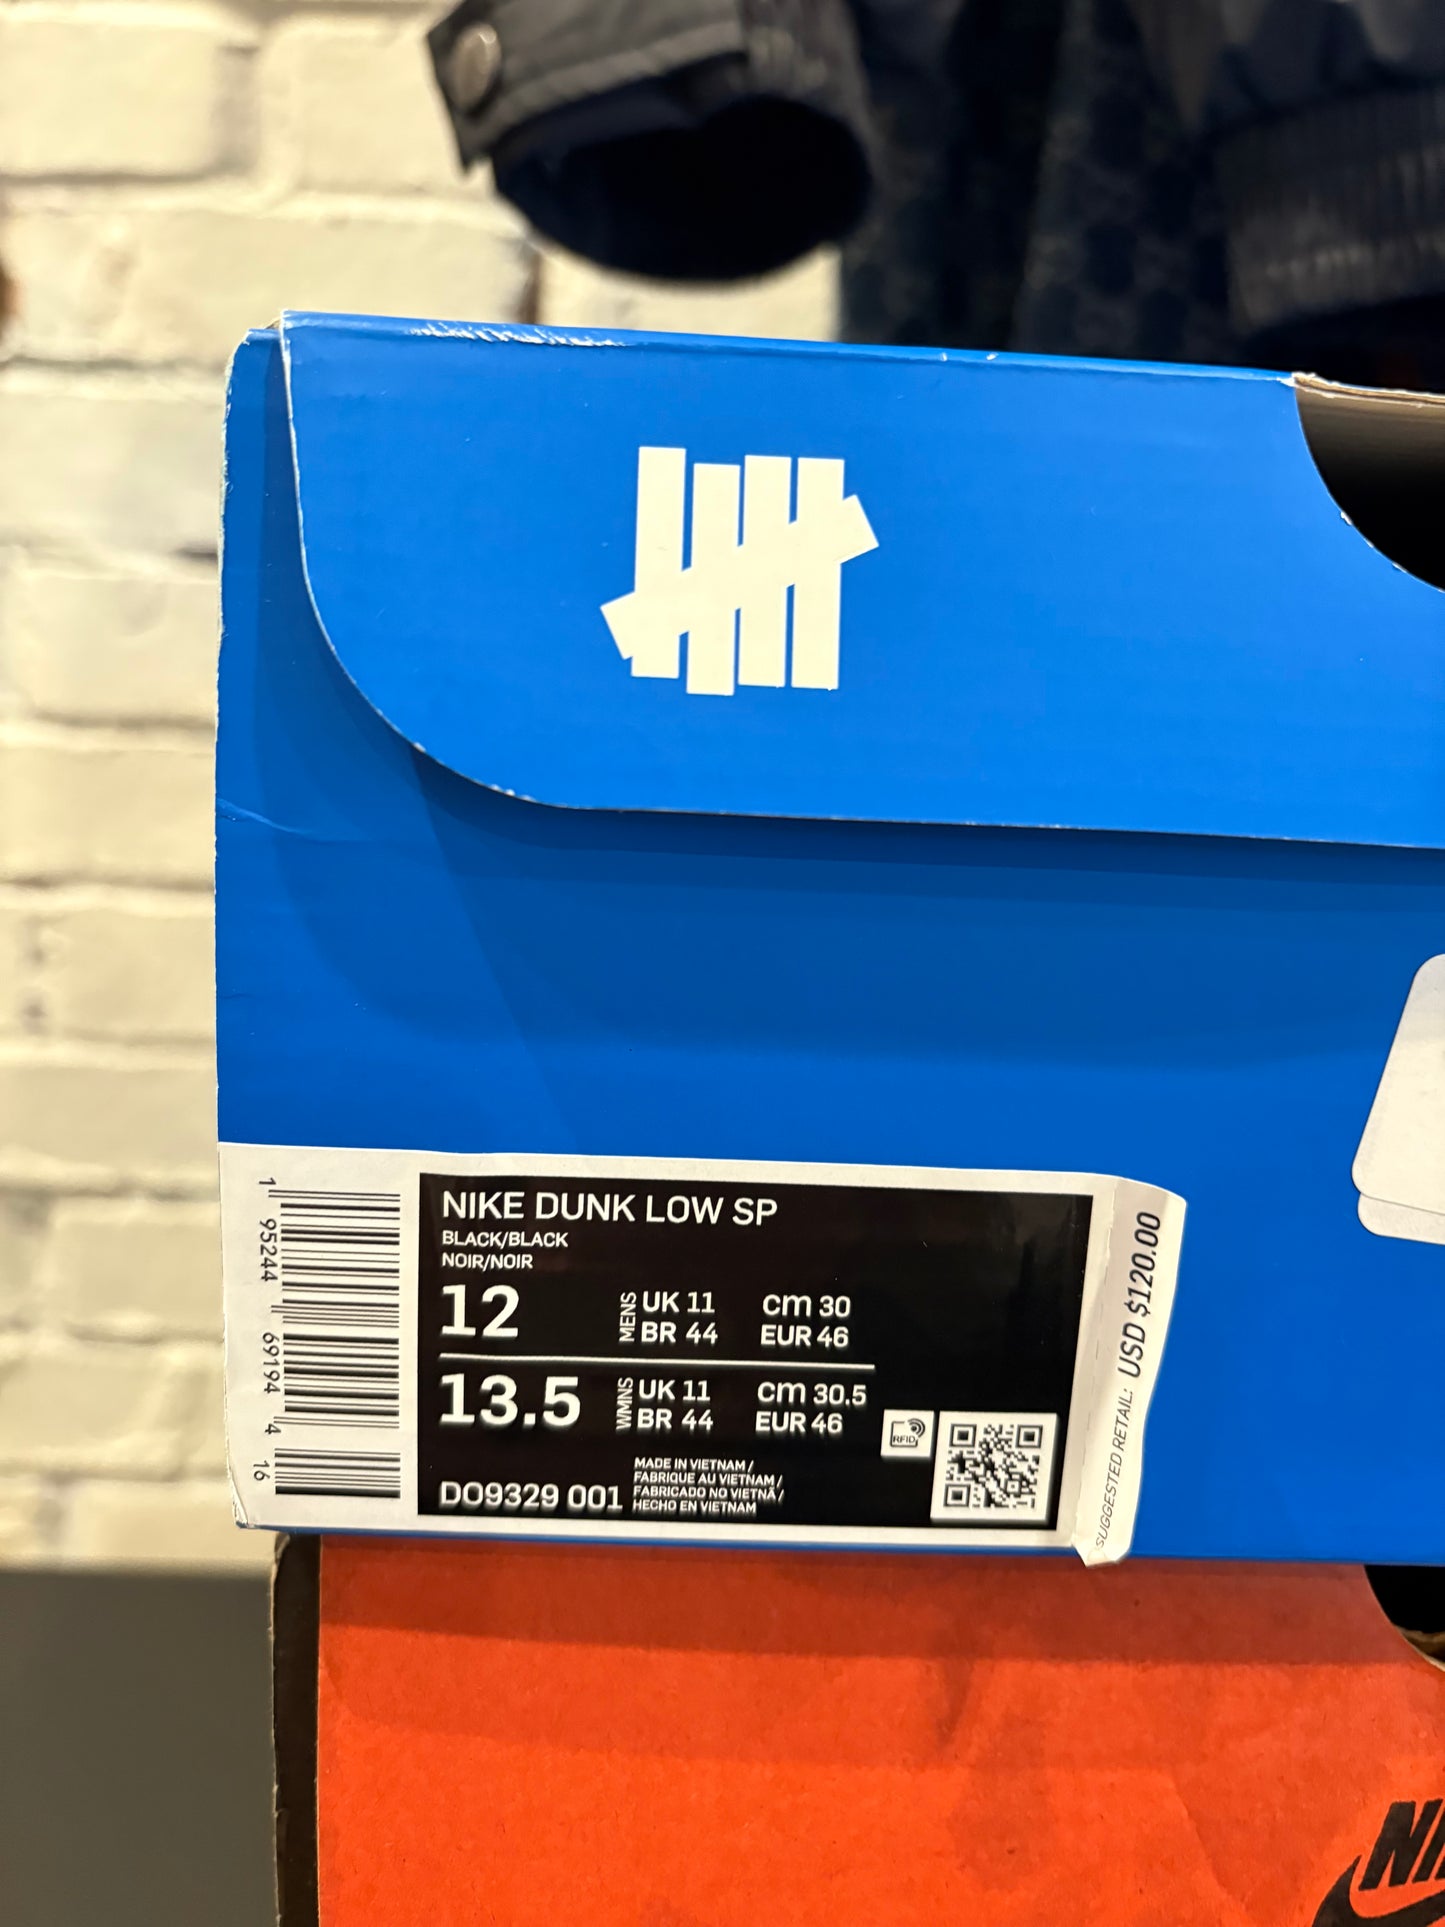 NIKE DUNK LOW SP
BLACK/BLACK
NOIR/NOIR
12 MENS UK 11 cm 30
BR 44 EUR 46
13.5 WMNS UK 11 cm 30.5
BR 44 EUR 46
DO9329 001
MADE IN VIETNAM /
FABRIQUE AU VIETNAM /
FABRICADO NO VIETNÃ /
HECHO EN VIETNAM
RFID
SUGGESTED RETAIL: USD $120.00
1 95244 69194 4 16